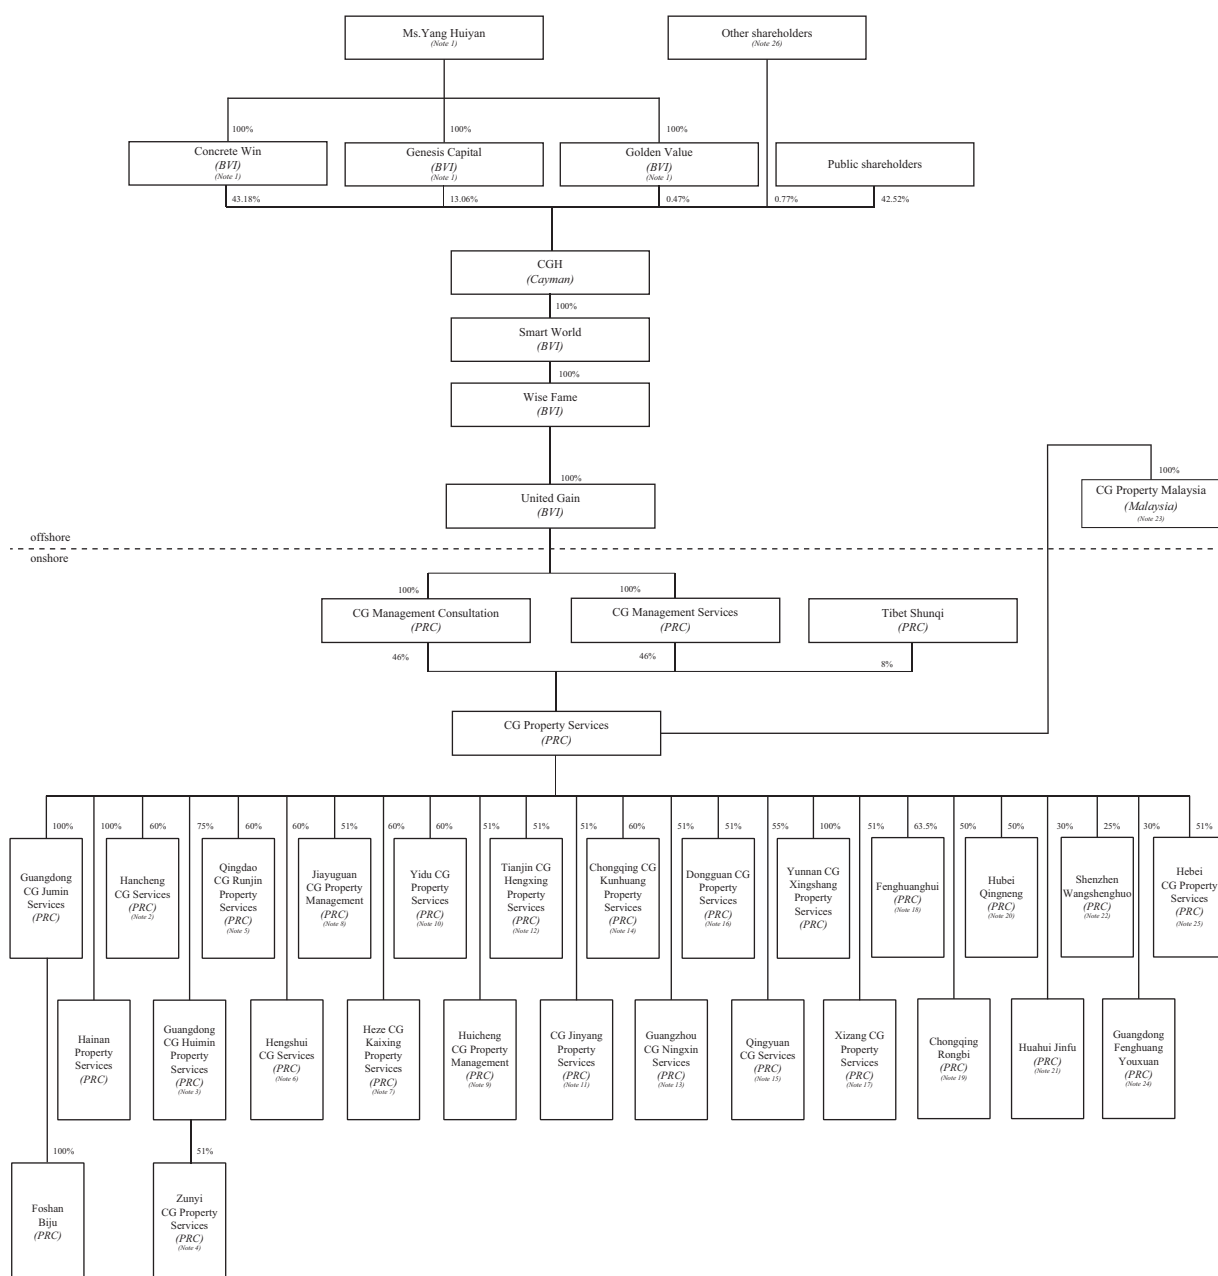 Ms.Yang Huiyan
(Note 1)
Other shareholders
(Note 26)
100%
100%
100%
Concrete Win
(BVI)
(Note 1)
Genesis Capital
(BVI)
(Note 1)
Golden Value
(BVI)
(Note 1)
Public shareholders
43.18%
13.06%
0.47%
0.77%
42.52%
CGH
(Cayman)
100%
Smart World
(BVI)
100%
Wise Fame
(BVI)
100%
United Gain
(BVI)
100%
CG Property Malaysia
(Malaysia)
(Note 23)
offshore
onshore
100%
100%
CG Management Consultation
(PRC)
CG Management Services
(PRC)
Tibet Shunqi
(PRC)
46%
46%
8%
CG Property Services
(PRC)
100%
100%
60%
75%
60%
60%
51%
60%
60%
51%
51%
51%
60%
51%
51%
55%
100%
51%
63.5%
50%
50%
30%
25%
30%
51%
Guangdong
CG Jumin
Services
(PRC)
Hancheng
CG Services
(PRC)
(Note 2)
Qingdao
CG Runjin
Property
Services
(PRC)
(Note 5)
Jiayuguan
CG Property
Management
(PRC)
(Note 8)
Yidu CG
Property
Services
(PRC)
(Note 10)
Tianjin CG
Hengxing
Property
Services
(PRC)
(Note 12)
Chongqing CG
Kunhuang
Property
Services
(PRC)
(Note 14)
Dongguan CG
Property
Services
(PRC)
(Note 16)
Yunnan CG
Xingshang
Property
Services
(PRC)
Fenghuanghui
(PRC)
(Note 18)
Hubei
Qingneng
(PRC)
(Note 20)
Shenzhen
Wangshenghuo
(PRC)
(Note 22)
Hebei
CG Property
Services
(PRC)
(Note 25)
Hainan
Property
Services
(PRC)
Guangdong
CG Huimin
Property
Services
(PRC)
(Note 3)
Hengshui
CG Services
(PRC)
(Note 6)
Heze CG
Kaixing
Property
Services
(PRC)
(Note 7)
Huicheng
CG Property
Management
(PRC)
(Note 9)
CG Jinyang
Property
Services
(PRC)
(Note 11)
Guangzhou
CG Ningxin
Services
(PRC)
(Note 13)
Qingyuan
CG Services
(PRC)
(Note 15)
Xizang CG
Property
Services
(PRC)
(Note 17)
Chongqing
Rongbi
(PRC)
(Note 19)
Huahui Jinfu
(PRC)
(Note 21)
Guangdong
Fenghuang
Youxuan
(PRC)
(Note 24)
100%
51%
Foshan
Biju
(PRC)
Zunyi
CG Property
Services
(PRC)
(Note 4)